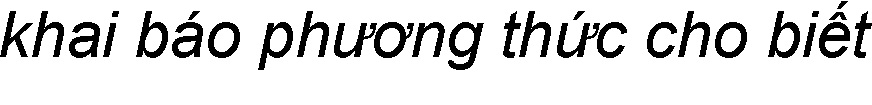 khai báo phương thức cho biết